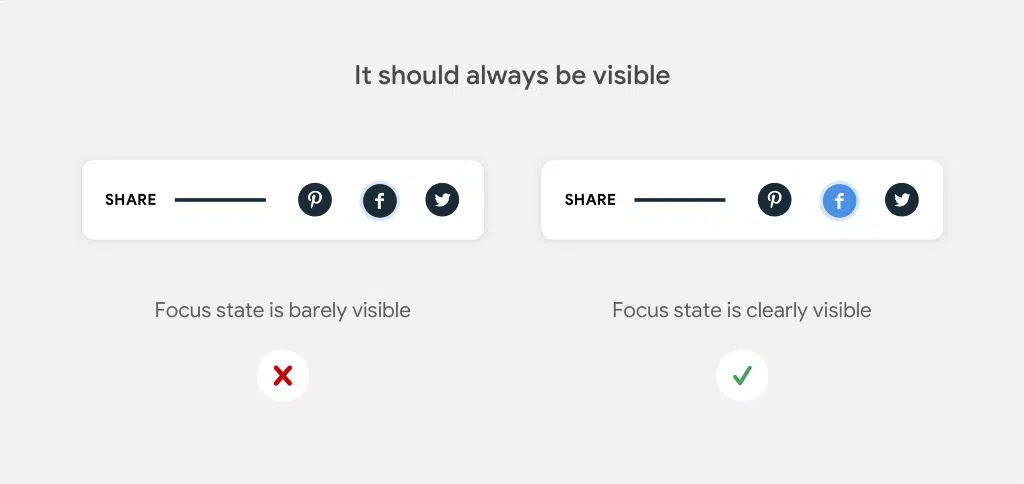 It should always be visible
SHARE
SHARE
Focus state is barely visible
Focus state is clearly visible